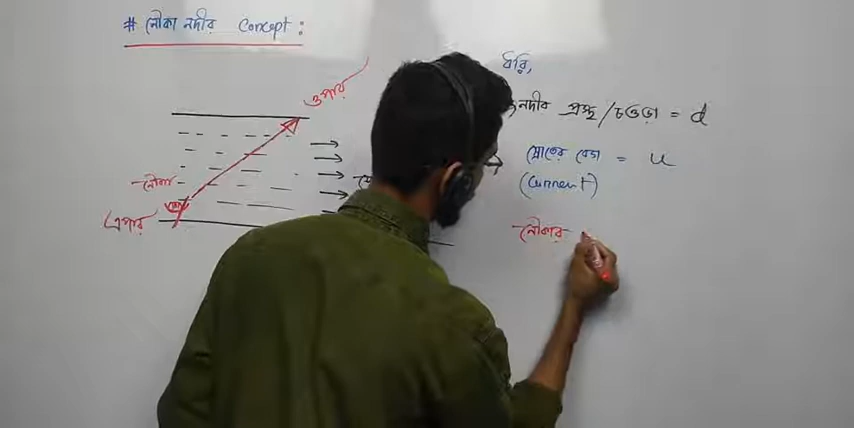 # নৌকা নদীর Concept :
ওপার
নৌকা
এপার
ধরি,
নদীর প্রস্থ/চওড়া = d
স্রোতের বেগ = u
(Current)
নৌকার